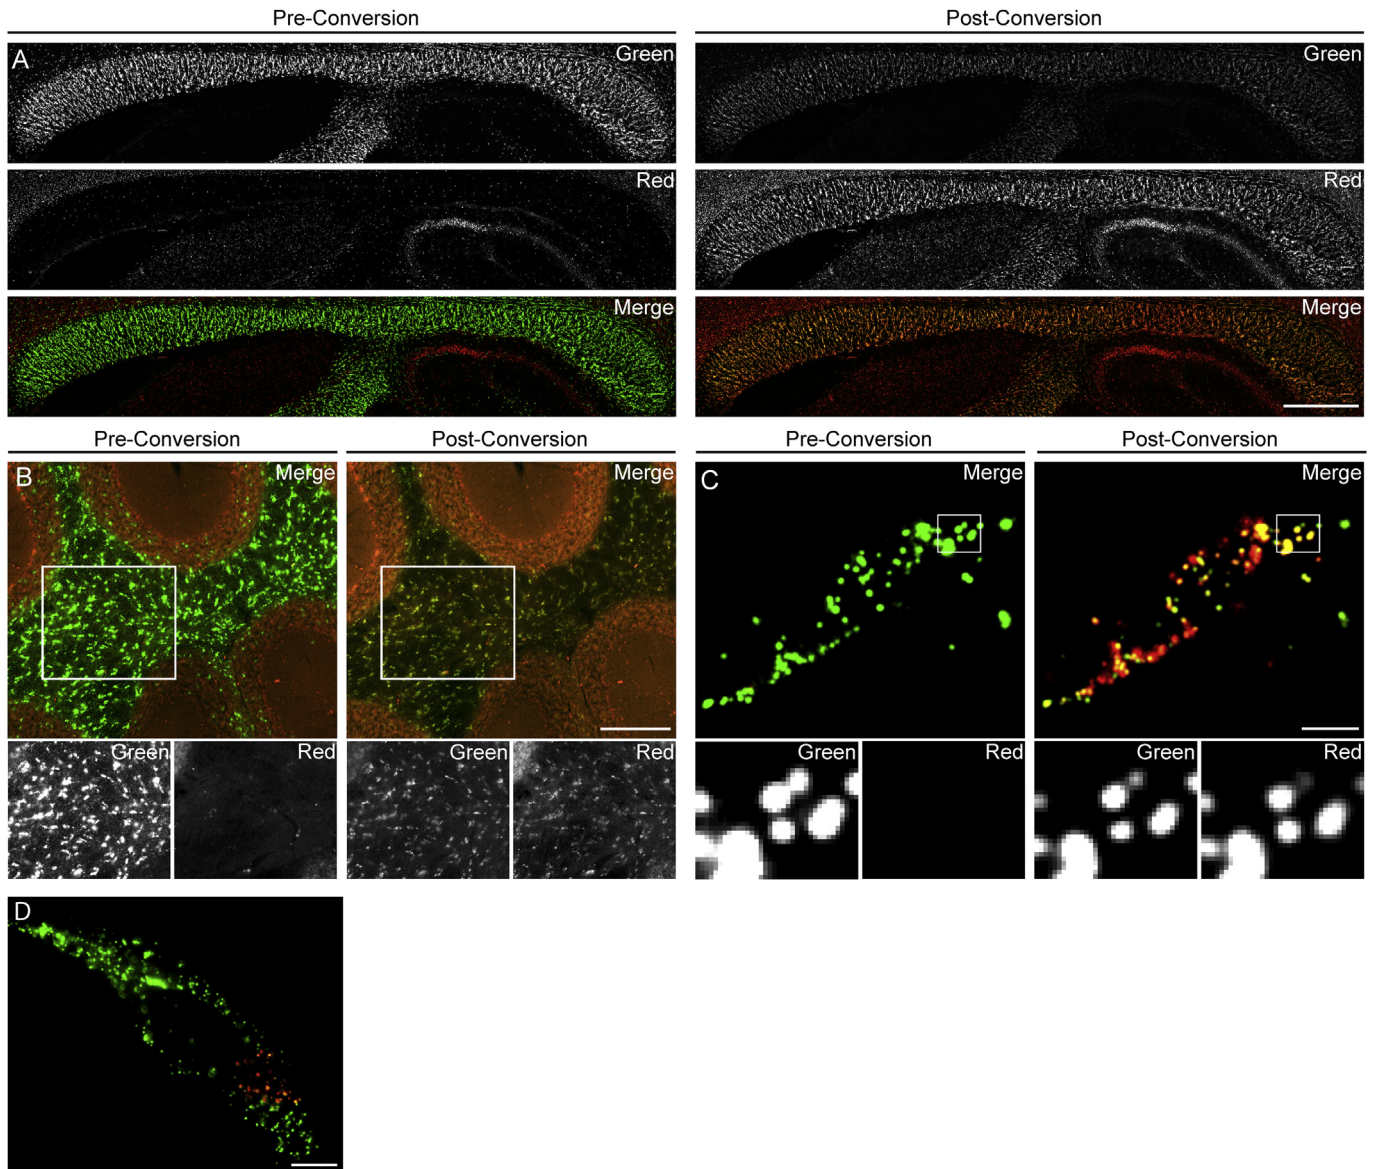 Pre-Conversion Post-Conversion
A Green Green
Red Red
Merge Merge
Pre-Conversion Post-Conversion Pre-Conversion Post-Conversion
B Merge Merge C Merge Merge
Green Red Green Red Green Red Green Red
D